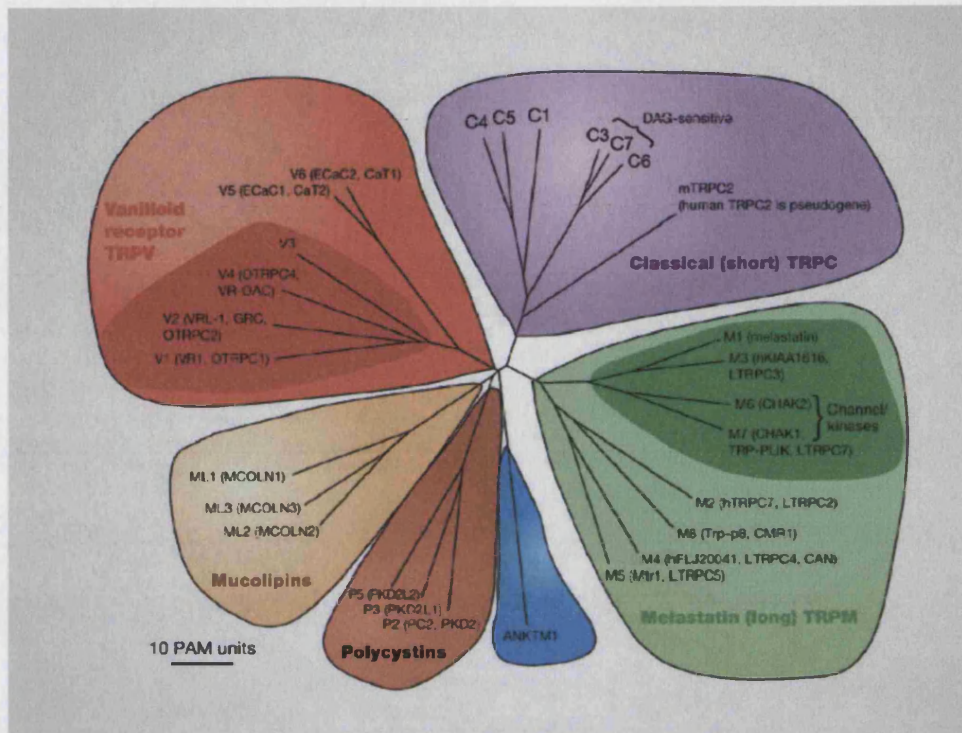 C4 C5 C1
DAG-sensitive
C3
C7
C6
mTRPC2
(human TRPC2 is pseudogene)
Classical (short) TRPC
V6 (ECaC2, CaT1)
V5 (ECaC1, CaT2)
Vanilloid
receptor
TRPV
V3
V4 (OTRPC4,
VR-OAC)
V2 (VRL-1, GRC,
OTRPC2)
V1 (VR1, OTRPC1)
M1 (melastatin)
M3 (hKIAA1616,
LTRPC3)
M6 (CHAK2)
M7 (CHAK1,
TRP-PLIK, LTRPC7)
Channel/
kinases
M2 (hTRPC7, LTRPC2)
M8 (Trp-p8, CMR1)
M4 (hFLJ20041, LTRPC4, CAN)
M5 (Mtr1, LTRPC5)
Melastatin (long) TRPM
ML1 (MCOLN1)
ML3 (MCOLN3)
ML2 (MCOLN2)
Mucolipins
P5 (PKD2L2)
P3 (PKD2L1)
P2 (PC2, PKD2)
Polycystins
ANKTM1
10 PAM units